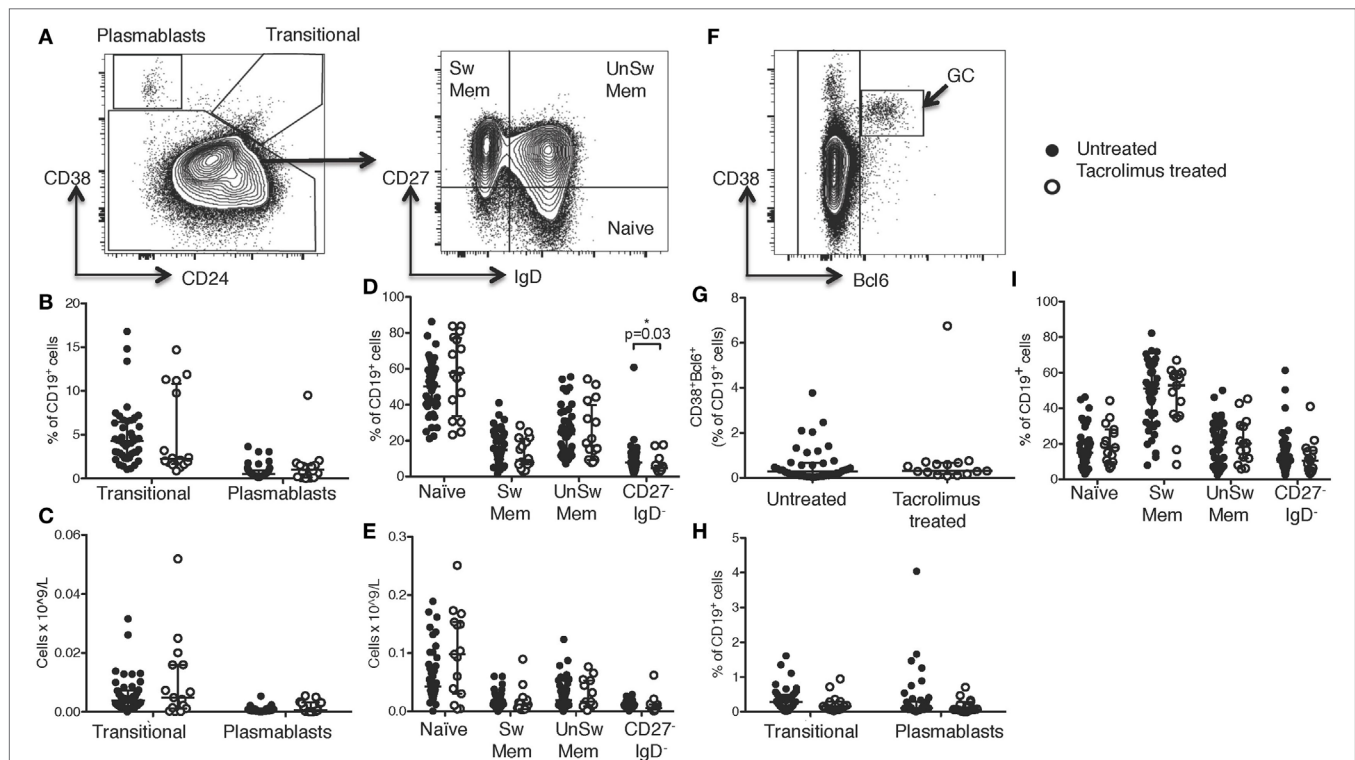 A
Plasmablasts
Transitional
CD38
CD24
Sw
Mem
UnSw
Mem
CD27
Naive
IgD
F
GC
CD38
Bcl6
Untreated
Tacrolimus treated
B
% of CD19+ cells
20
15
10
5
0
Transitional
Plasmablasts
C
Cells x 10^9/L
0.06
0.04
0.02
0.00
Transitional
Plasmablasts
D
% of CD19+ cells
100
80
60
40
20
0
*
p=0.03
Naïve
Sw
Mem
UnSw
Mem
CD27-
IgD-
E
Cells x 10^9/L
0.3
0.2
0.1
0.0
Naïve
Sw
Mem
UnSw
Mem
CD27-
IgD-
G
CD38+Bcl6+
(% of CD19+ cells)
8
6
4
2
0
Untreated
Tacrolimus
treated
H
% of CD19+ cells
5
4
3
2
1
0
Transitional
Plasmablasts
I
% of CD19+ cells
100
80
60
40
20
0
Naïve
Sw
Mem
UnSw
Mem
CD27-
IgD-